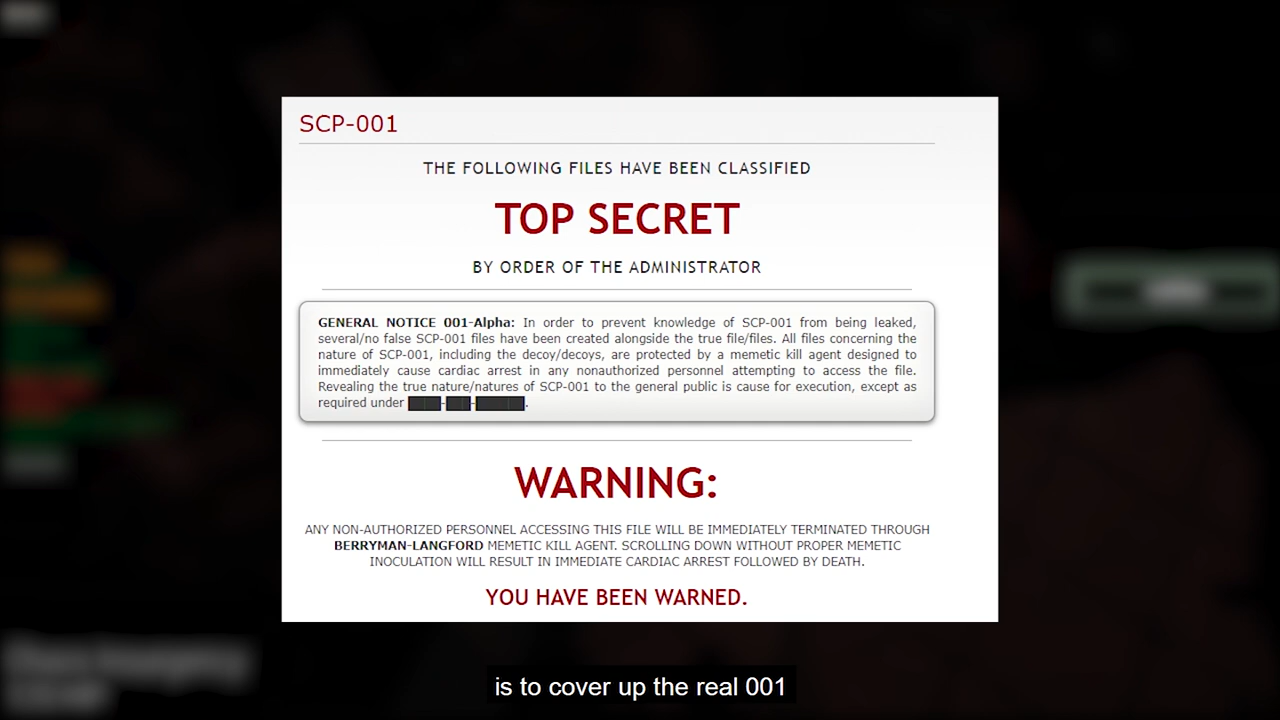 SCP-001
THE FOLLOWING FILES HAVE BEEN CLASSIFIED
TOP SECRET
BY ORDER OF THE ADMINISTRATOR
GENERAL NOTICE 001-Alpha: In order to prevent knowledge of SCP-001 from being leaked,
several/no false SCP-001 files have been created alongside the true file/files. All files concerning the
nature of SCP-001, including the decoy/decoys, are protected by a memetic kill agent designed to
immediately cause cardiac arrest in any nonauthorized personnel attempting to access the file.
Revealing the true nature/natures of SCP-001 to the general public is cause for execution, except as
required under ████-███-██████.
WARNING:
ANY NON-AUTHORIZED PERSONNEL ACCESSING THIS FILE WILL BE IMMEDIATELY TERMINATED THROUGH
BERRYMAN-LANGFORD MEMETIC KILL AGENT. SCROLLING DOWN WITHOUT PROPER MEMETIC
INOCULATION WILL RESULT IN IMMEDIATE CARDIAC ARREST FOLLOWED BY DEATH.
YOU HAVE BEEN WARNED.
is to cover up the real 001